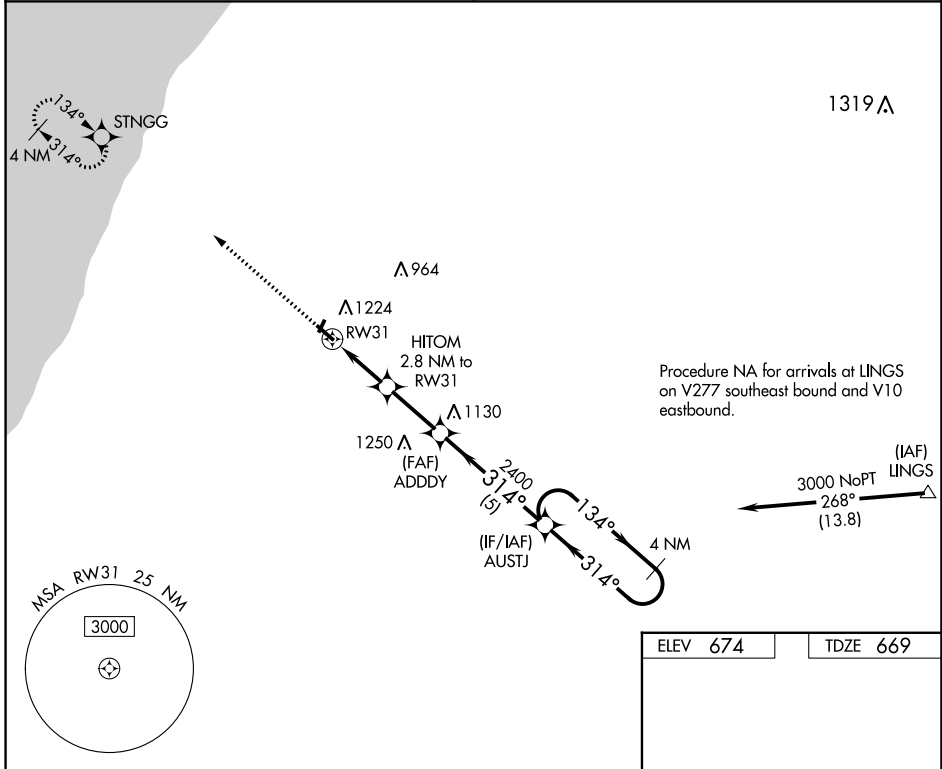 1319
134°
STNGG
4 NM
314°
964
1224
RW31
HITOM
2.8 NM to
RW31
Procedure NA for arrivals at LINGS
on V277 southeast bound and V10
eastbound.
1130
1250
(FAF)
ADDDY
(IAF)
LINGS
3000 NoPT
268°
(13.8)
2400
314°
(5)
134°
(IF/IAF)
AUSTJ
4 NM
314°
MSA RW31 25 NM
3000
ELEV 674
TDZE 669